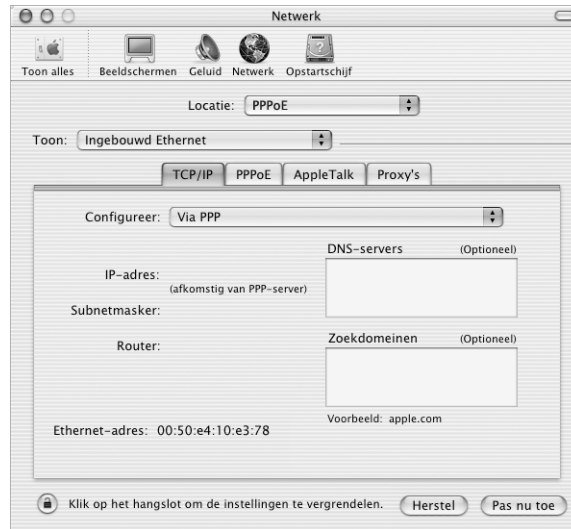 Netwerk
Toon alles Beeldschermen Geluid Netwerk Opstartschijf
Locatie: PPPoE
Toon: Ingebouwd Ethernet
TCP/IP PPPoE AppleTalk Proxy's
Configureer: Via PPP
DNS-servers (Optioneel)
IP-adres:
(afkomstig van PPP-server)
Subnetmasker:
Router:
Zoekdomeinen (Optioneel)
Voorbeeld: apple.com
Ethernet-adres: 00:50:e4:10:e3:78
Klik op het hangslot om de instellingen te vergrendelen. Herstel Pas nu toe